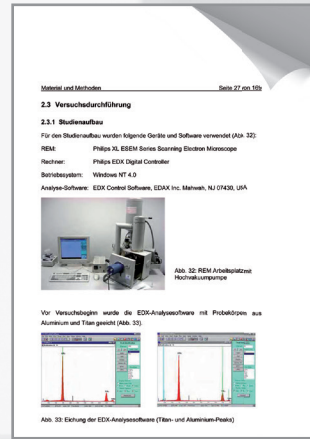 Material und Methoden Seite 27 von 166
2.3 Versuchsdurchführung
2.3.1 Studienaufbau
Für den Studienaufbau wurden folgende Geräte und Software verwendet (Abb. 32):
REM: Philips XL ESEM Series Scanning Electron Microscope
Rechner: Philips EDX Digital Controller
Betriebssystem: Windows NT 4.0
Analyse-Software: EDX Control Software, EDAX Inc. Mahwah, NJ 07430, USA
Abb. 32: REM Arbeitsplatz mit
Hochvakuumpumpe
Vor Versuchsbeginn wurde die EDX-Analysesoftware mit Probekörpern aus
Aluminium und Titan geeicht (Abb. 33).
Abb. 33: Eichung der EDX-Analysesoftware (Titan- und Aluminium-Peaks)